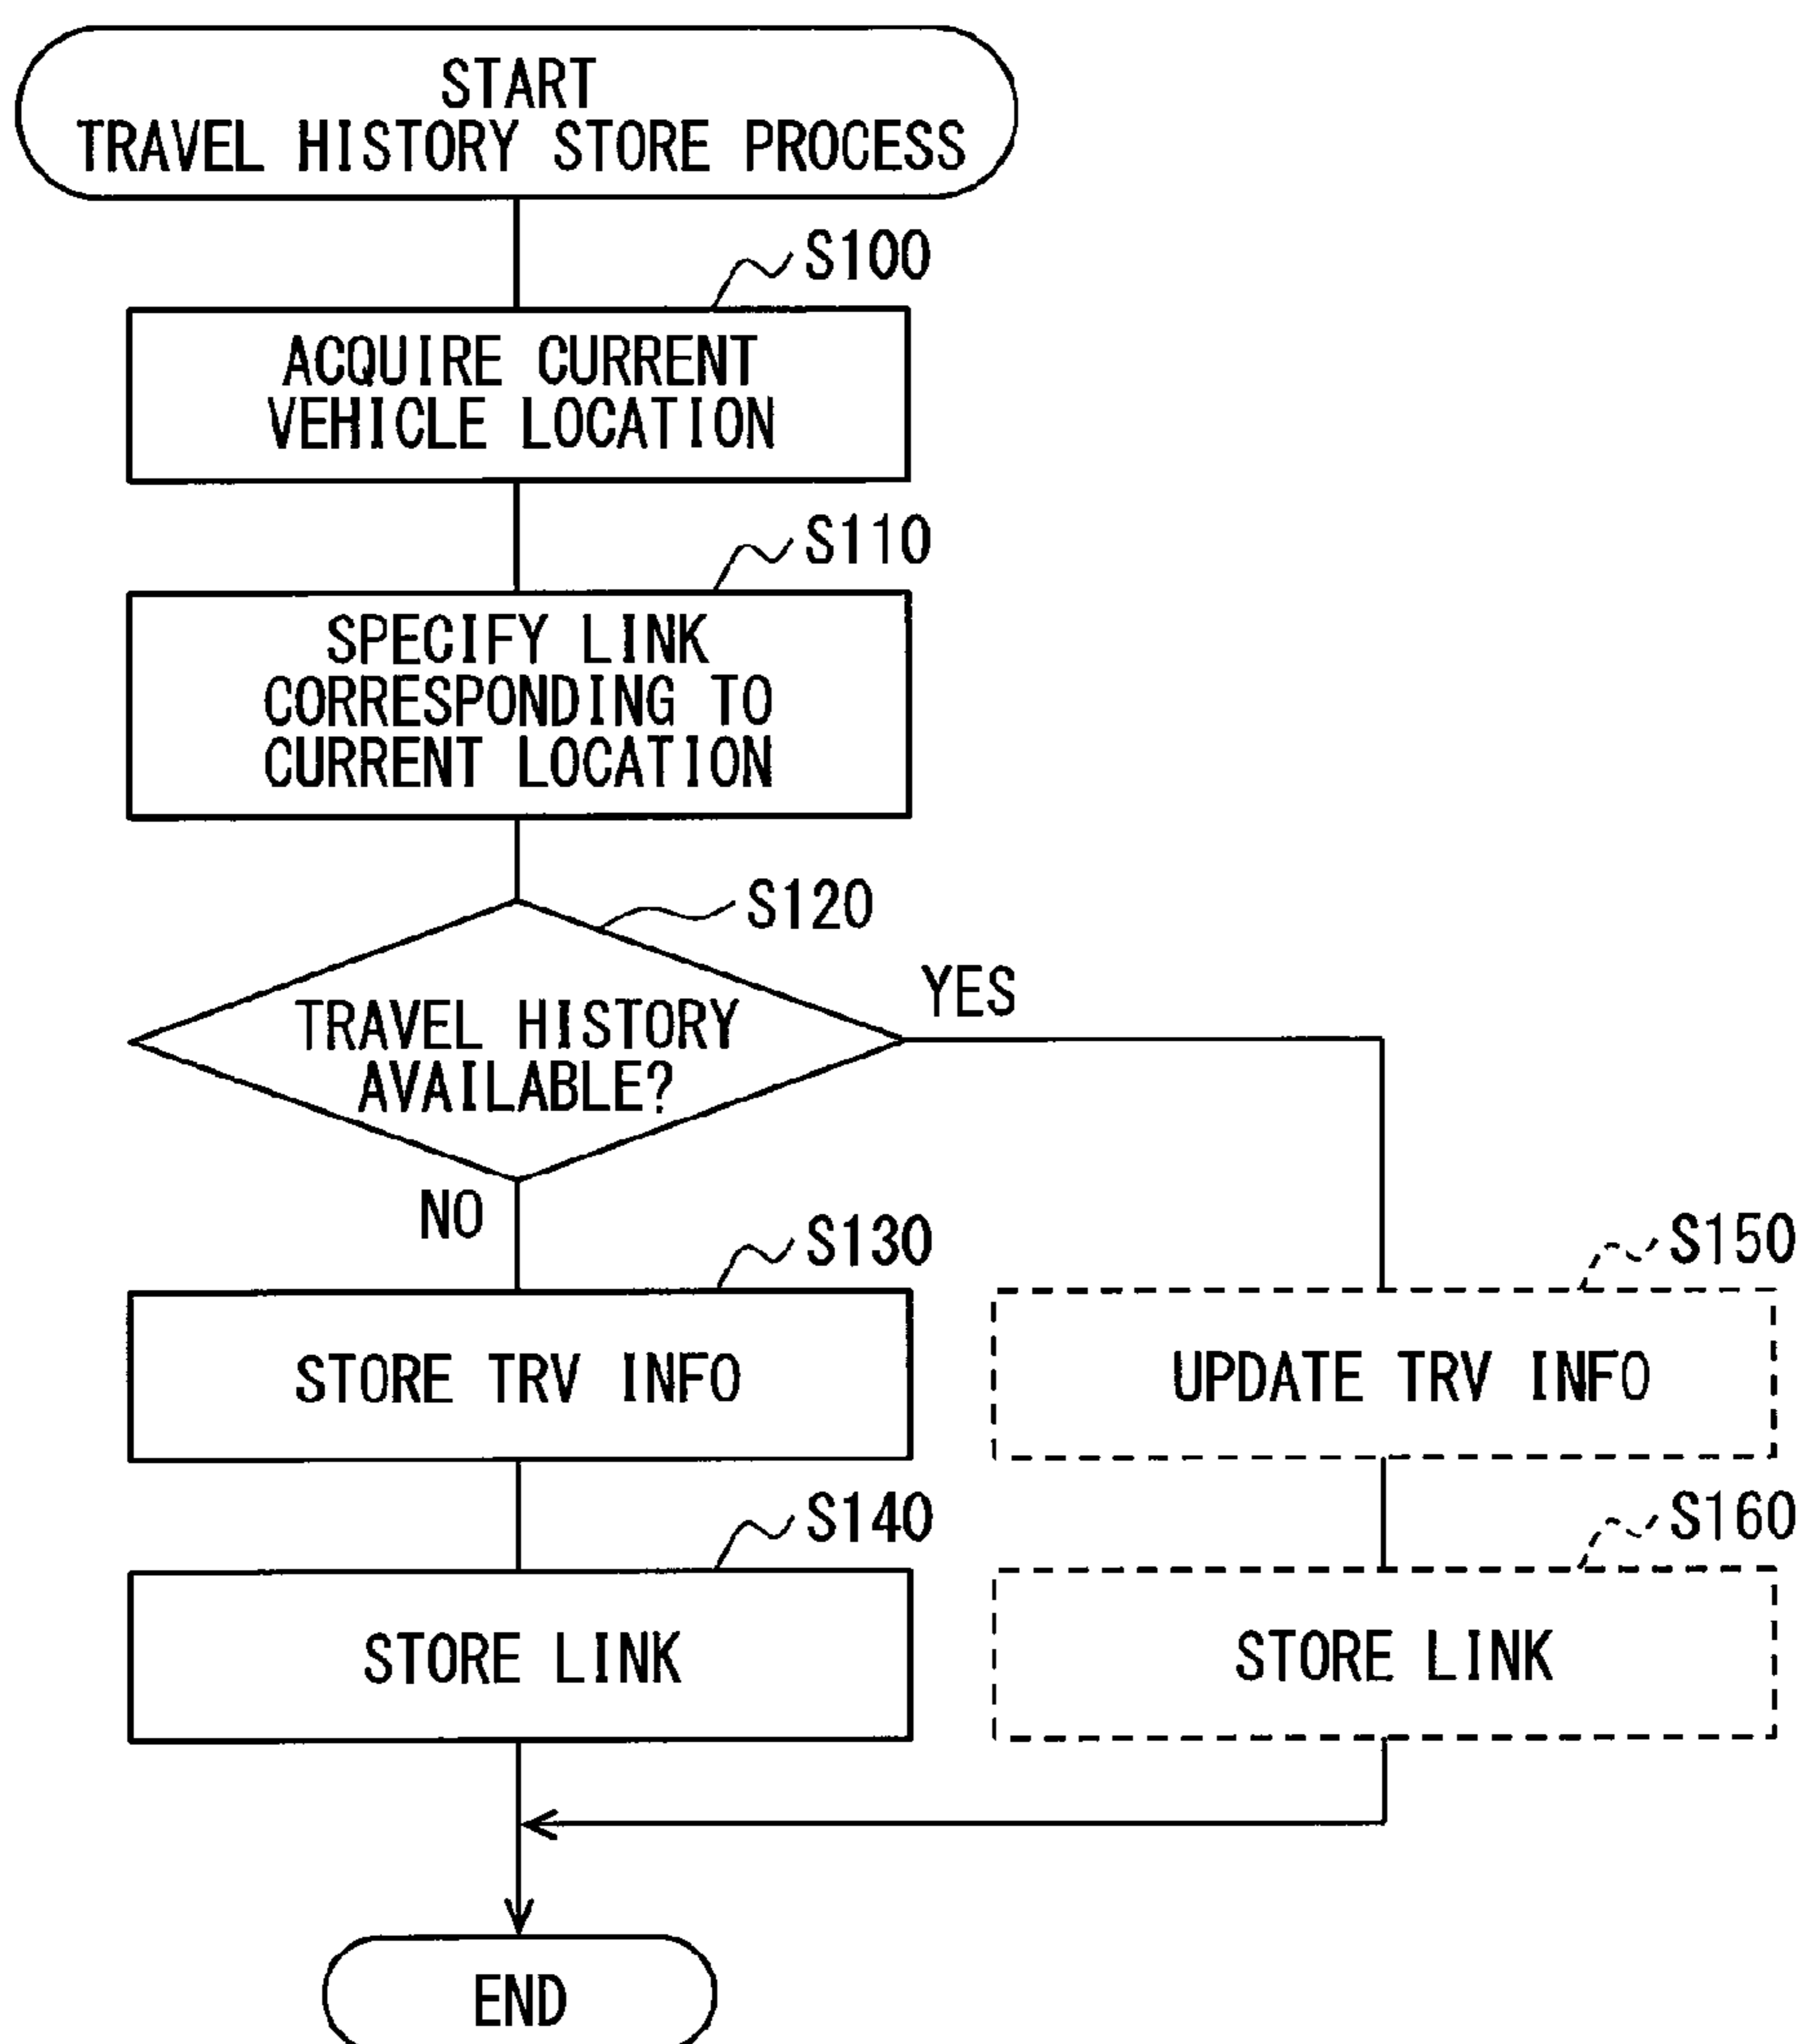 START
TRAVEL HISTORY STORE PROCESS
S100
ACQUIRE CURRENT
VEHICLE LOCATION
S110
SPECIFY LINK
CORRESPONDING TO
CURRENT LOCATION
S120
TRAVEL HISTORY
AVAILABLE?
YES
NO
S130
STORE TRV INFO
S150
UPDATE TRV INFO
S140
STORE LINK
S160
STORE LINK
END